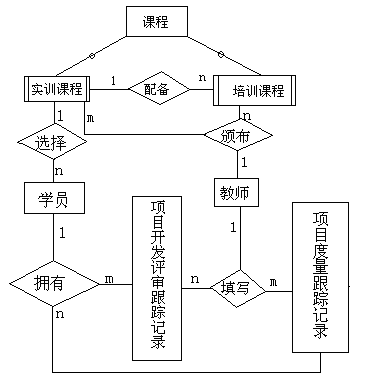 课程
实训课程
1
配备
n
培训课程
1
m
n
选择
颁布
n
1
学员
教师
项目开发评审跟踪记录
项目度量跟踪记录
1
1
拥有
m
n
填写
m
n